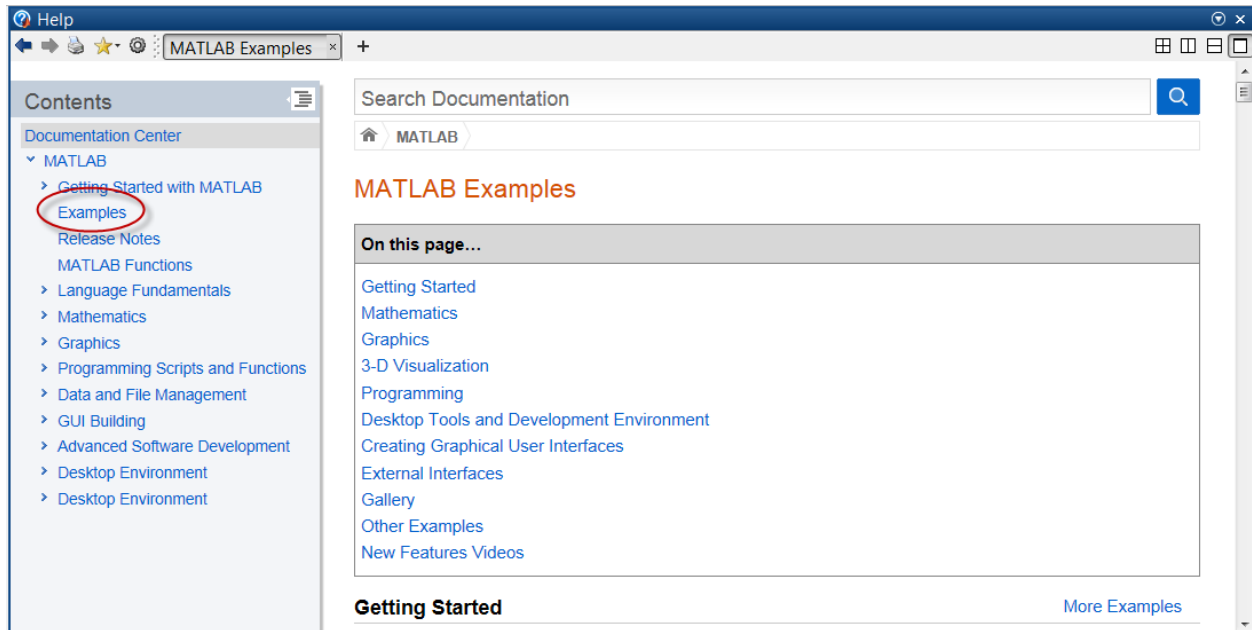 Help
MATLAB Examples
Contents
Documentation Center
MATLAB
Getting Started with MATLAB
Examples
Release Notes
MATLAB Functions
Language Fundamentals
Mathematics
Graphics
Programming Scripts and Functions
Data and File Management
GUI Building
Advanced Software Development
Desktop Environment
Desktop Environment
Search Documentation
MATLAB
MATLAB Examples
On this page…
Getting Started
Mathematics
Graphics
3-D Visualization
Programming
Desktop Tools and Development Environment
Creating Graphical User Interfaces
External Interfaces
Gallery
Other Examples
New Features Videos
Getting Started
More Examples